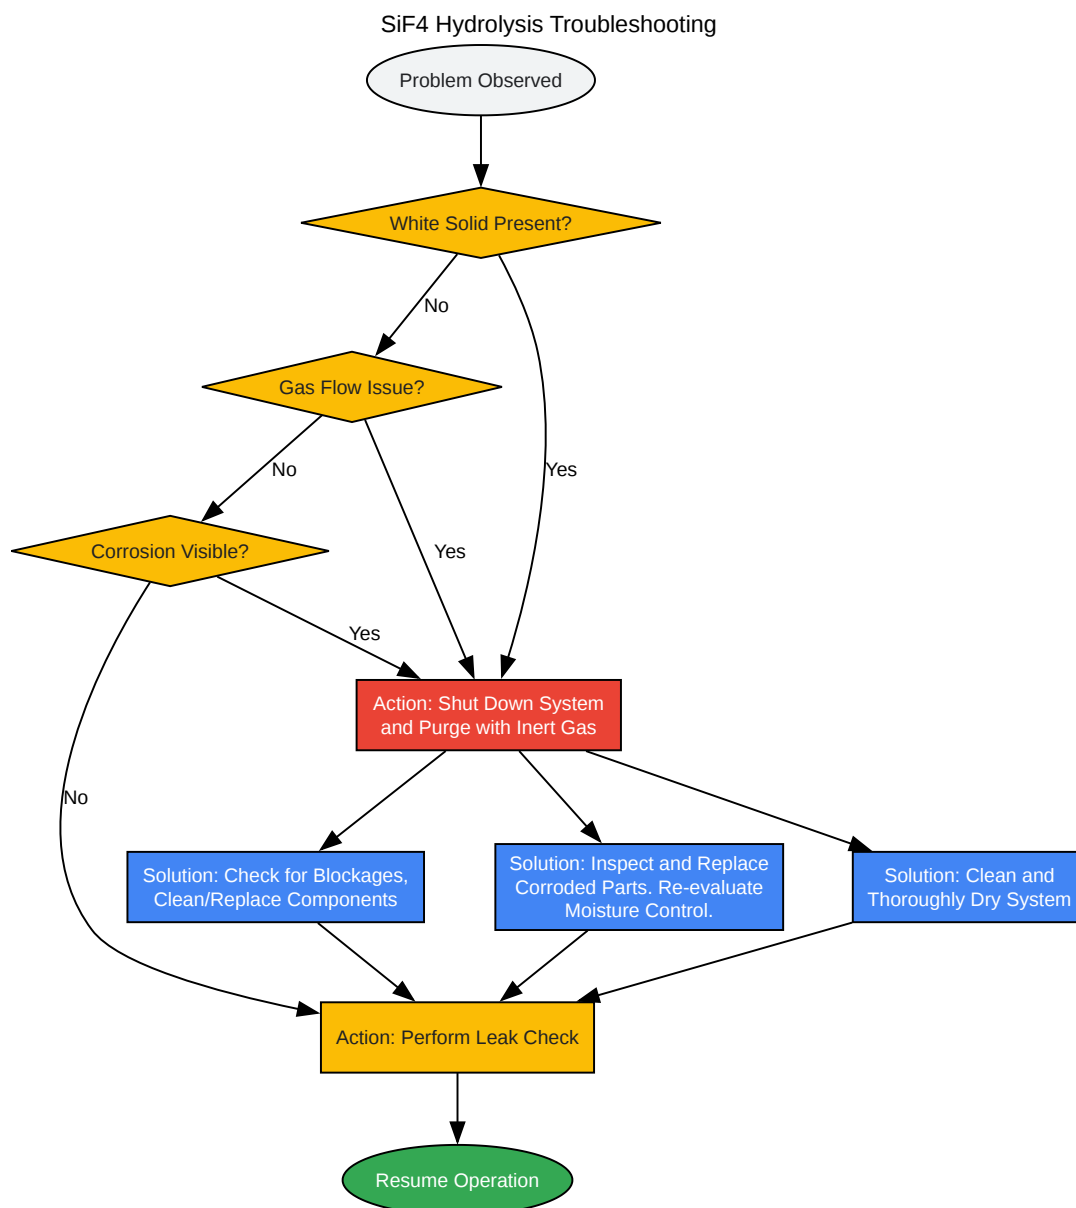 SiF4 Hydrolysis Troubleshooting
Problem Observed
White Solid Present?
No
Gas Flow Issue?
No
Yes
Corrosion Visible?
Yes
Yes
Action: Shut Down System
and Purge with Inert Gas
No
Solution: Check for Blockages,
Clean/Replace Components
Solution: Inspect and Replace
Corroded Parts. Re-evaluate
Moisture Control.
Solution: Clean and
Thoroughly Dry System
Action: Perform Leak Check
Resume Operation